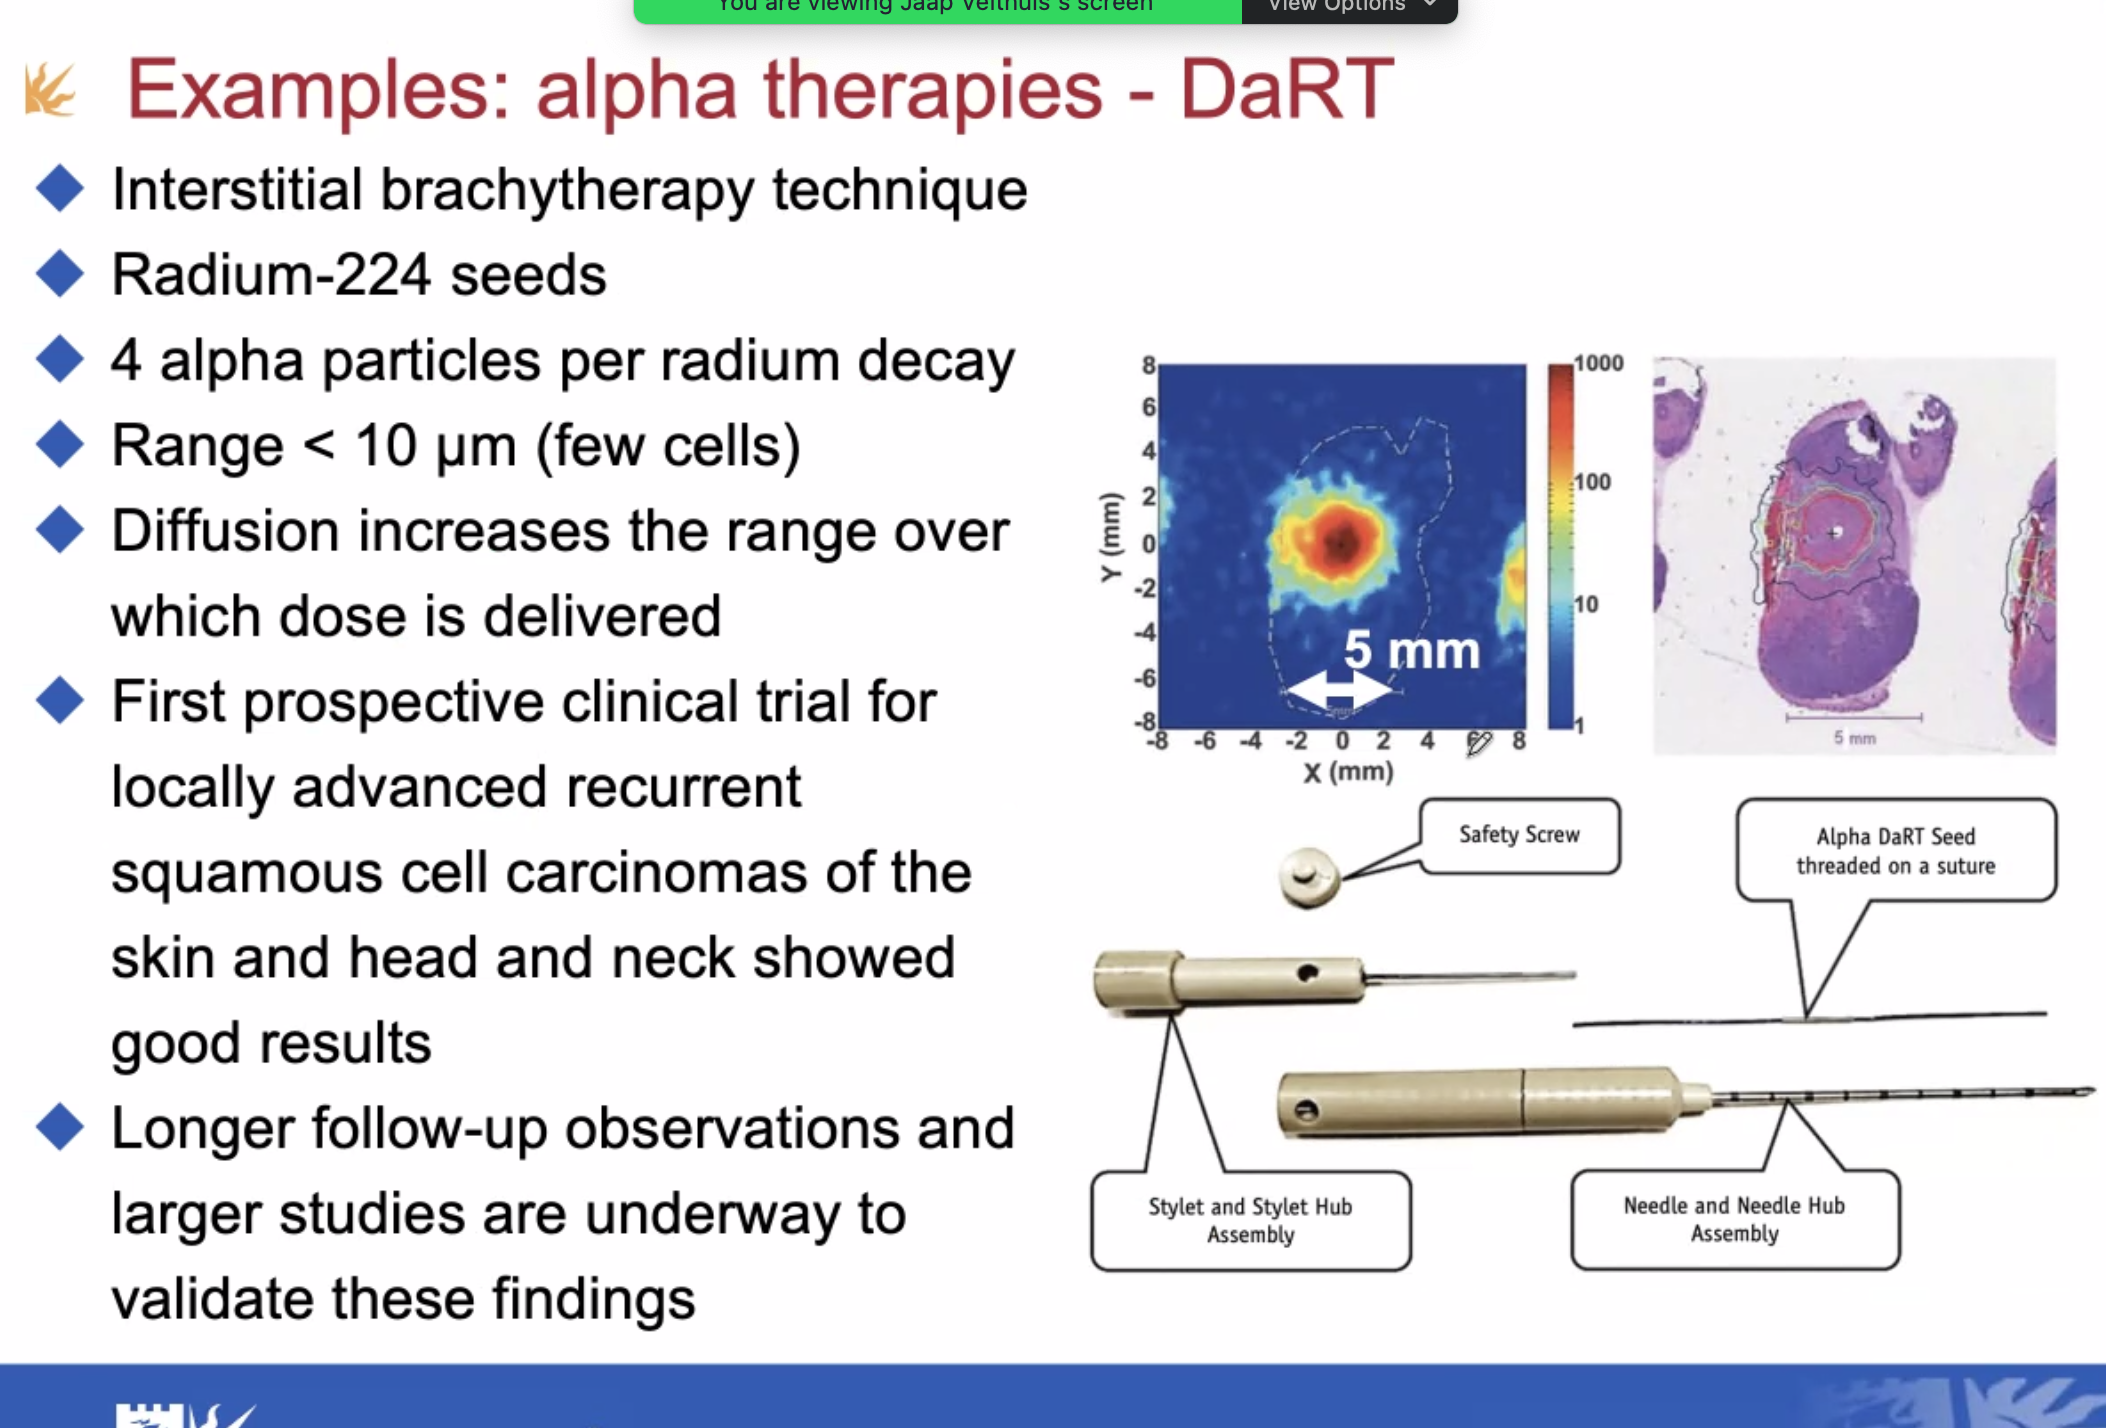 You are viewing Jaap Velthuis's screen
View Options
Examples: alpha therapies - DaRT
Interstitial brachytherapy technique
Radium-224 seeds
4 alpha particles per radium decay
Range < 10 µm (few cells)
Diffusion increases the range over
which dose is delivered
First prospective clinical trial for
locally advanced recurrent
squamous cell carcinomas of the
skin and head and neck showed
good results
Longer follow-up observations and
larger studies are underway to
validate these findings
8
6
4
2
0
-2
-4
-6
-8
Y (mm)
-8 -6 -4 -2 0 2 4 6 8
X (mm)
5 mm
5mm
1000
100
10
1
5 mm
Safety Screw
Alpha DaRT Seed
threaded on a suture
Stylet and Stylet Hub
Assembly
Needle and Needle Hub
Assembly